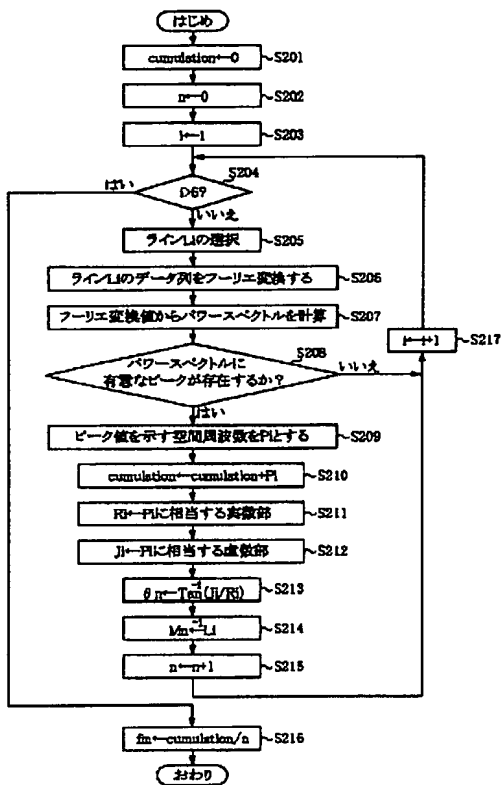 はじめ
cumulation←0
S201
n←0
S202
i←1
S203
S204
はい
i>6?
いいえ
ラインLiの選択
S205
ラインLiのデータ列をフーリエ変換する
S206
フーリエ変換値からパワースペクトルを計算
S207
i←i+1
S217
S208
パワースペクトルに
有意なピークが存在するか?
いいえ
はい
ピーク値を示す空間周波数をPiとする
S209
cumulation←cumulation+Pi
S210
Ri←Piに相当する実数部
S211
Ji←Piに相当する虚数部
S212
θn←Tan⁻¹(Ji/Ri)
S213
S214
n←n+1
S215
fm←cumulation/n
S216
おわり